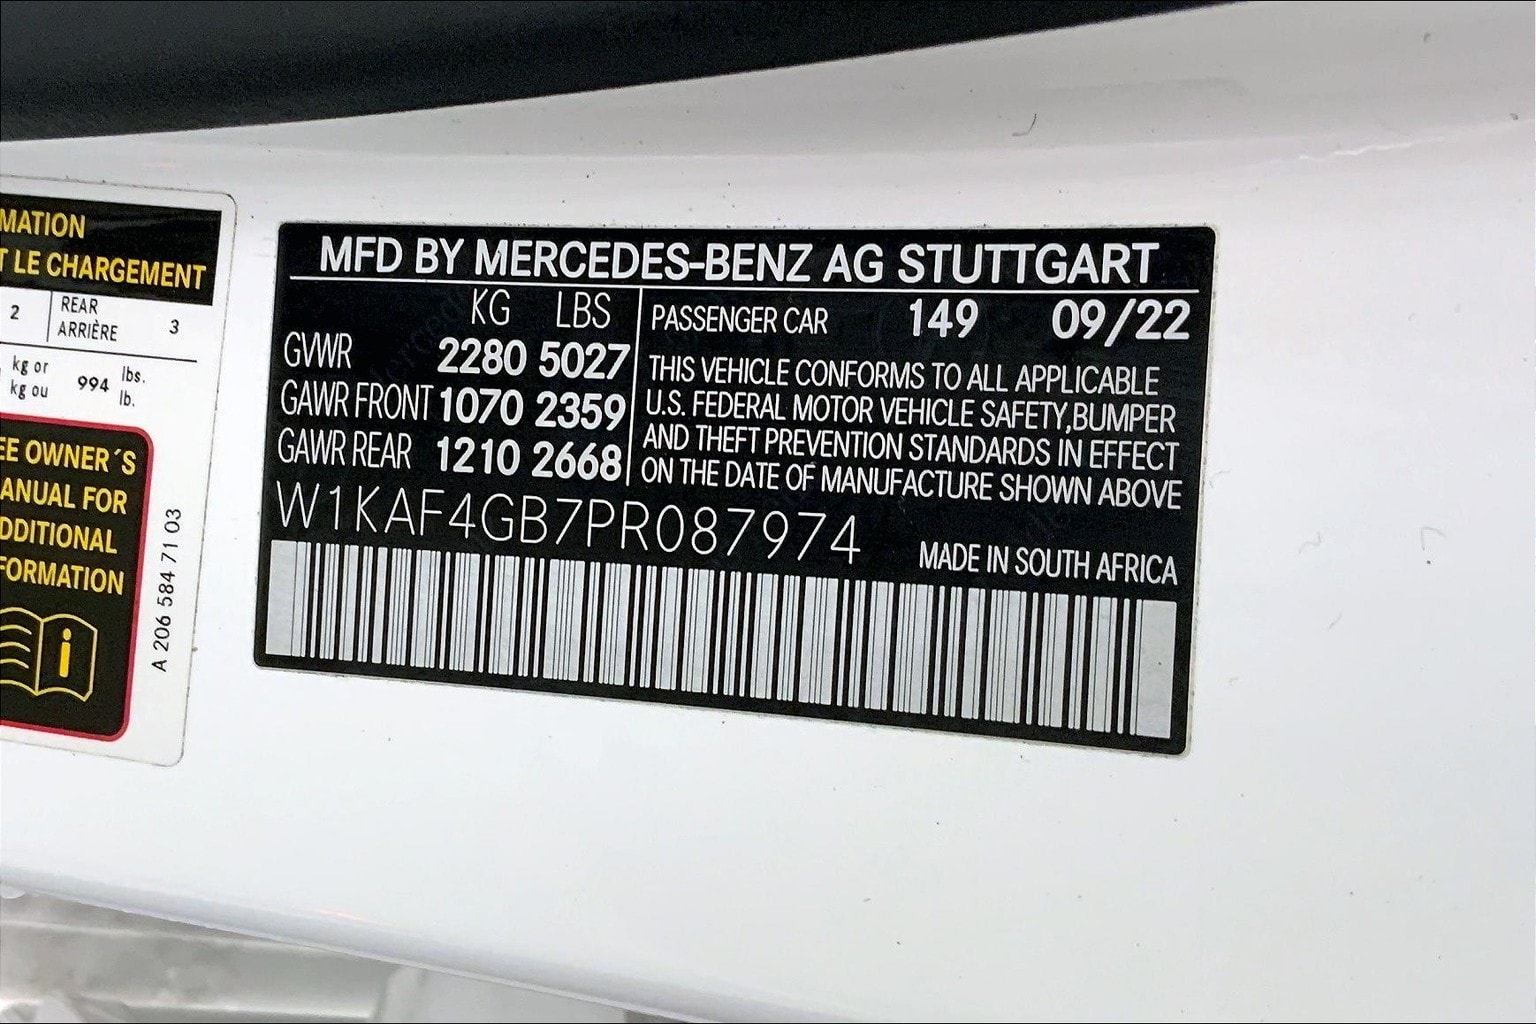 MATION
T LE CHARGEMENT
2 REAR 3
ARRIÈRE
kg or 994 lbs.
kg ou lb.
EE OWNER´S
ANUAL FOR
DDITIONAL
FORMATION
i
A 206 584 71 03
MFD BY MERCEDES-BENZ AG STUTTGART
KG LBS
GVWR 2280 5027
GAWR FRONT 1070 2359
GAWR REAR 1210 2668
PASSENGER CAR 149 09/22
THIS VEHICLE CONFORMS TO ALL APPLICABLE
U.S. FEDERAL MOTOR VEHICLE SAFETY,BUMPER
AND THEFT PREVENTION STANDARDS IN EFFECT
ON THE DATE OF MANUFACTURE SHOWN ABOVE
W1KAF4GB7PR087974
MADE IN SOUTH AFRICA